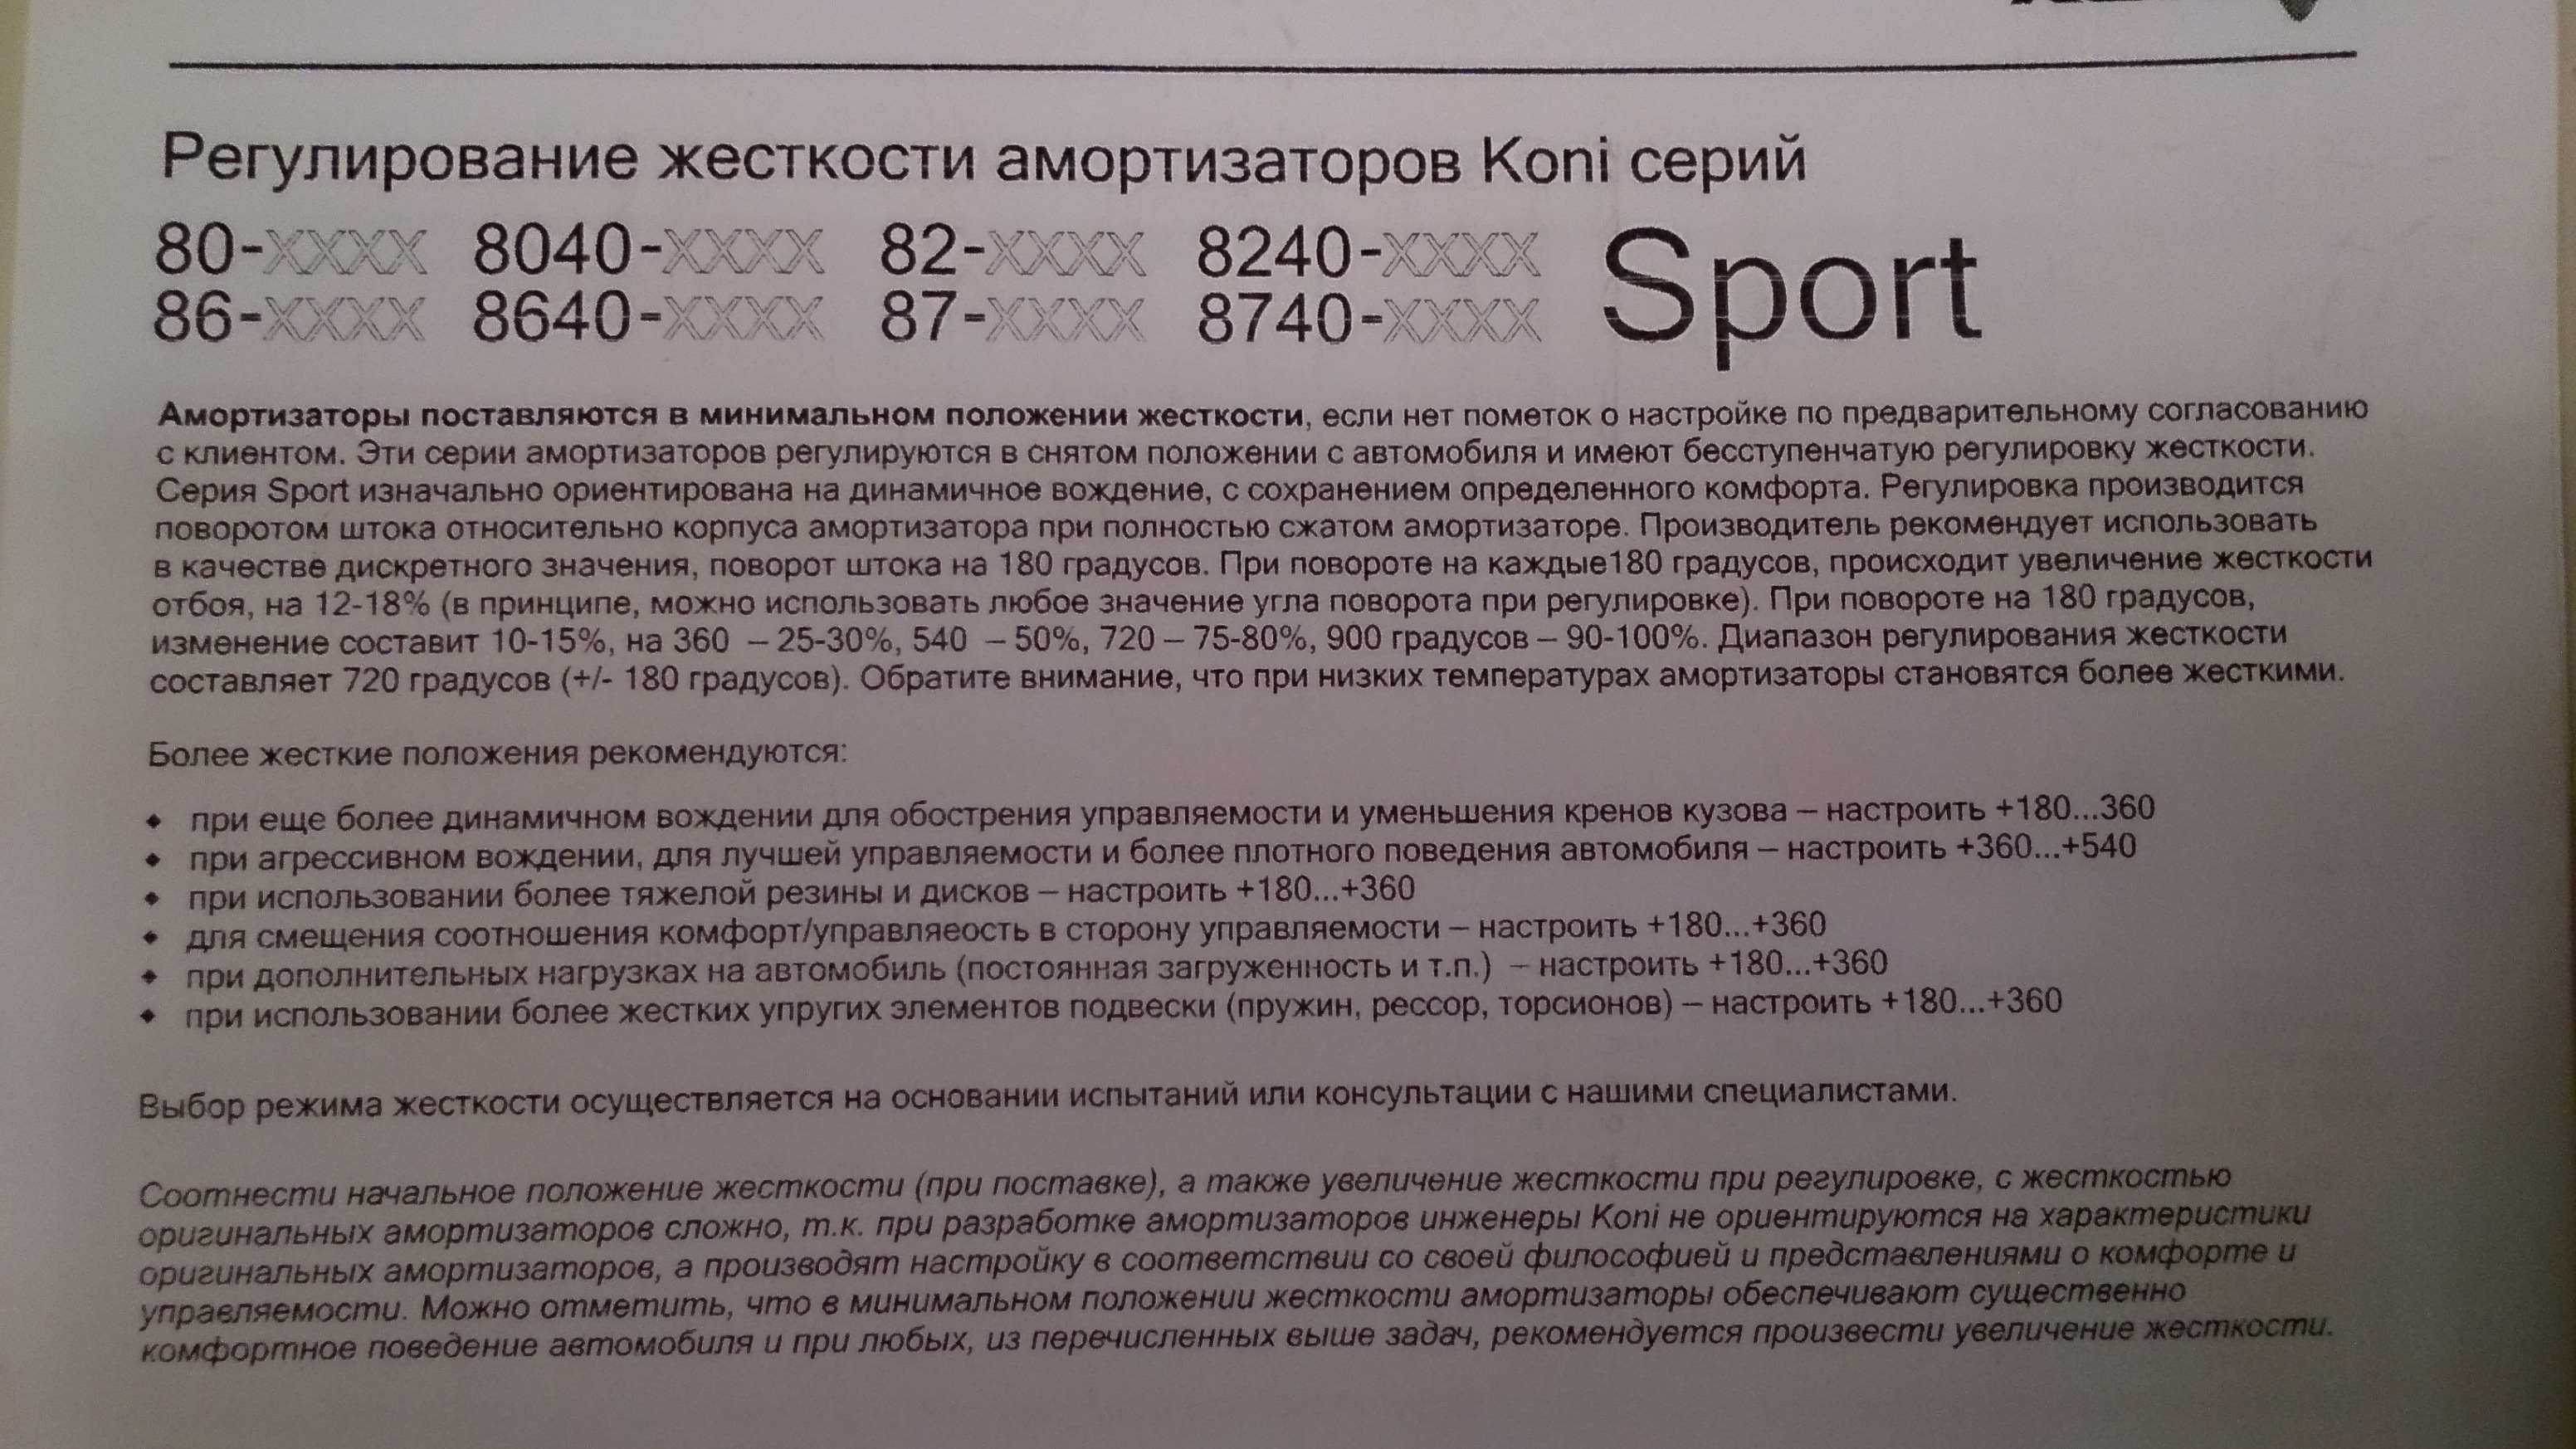 Регулирование жесткости амортизаторов Koni серий
80-XXXX 8040-XXXX 82-XXXX 8240-XXXX Sport
86-XXXX 8640-XXXX 87-XXXX 8740-XXXX
Амортизаторы поставляются в минимальном положении жесткости, если нет пометок о настройке по предварительному согласованию
с клиентом. Эти серии амортизаторов регулируются в снятом положении с автомобиля и имеют бесступенчатую регулировку жесткости.
Серия Sport изначально ориентирована на динамичное вождение, с сохранением определенного комфорта. Регулировка производится
поворотом штока относительно корпуса амортизатора при полностью сжатом амортизаторе. Производитель рекомендует использовать
в качестве дискретного значения, поворот штока на 180 градусов. При повороте на каждые180 градусов, происходит увеличение жесткости
отбоя, на 12-18% (в принципе, можно использовать любое значение угла поворота при регулировке). При повороте на 180 градусов,
изменение составит 10-15%, на 360 – 25-30%, 540 – 50%, 720 – 75-80%, 900 градусов – 90-100%. Диапазон регулирования жесткости
составляет 720 градусов (+/- 180 градусов). Обратите внимание, что при низких температурах амортизаторы становятся более жесткими.
Более жесткие положения рекомендуются:
• при еще более динамичном вождении для обострения управляемости и уменьшения кренов кузова – настроить +180...360
• при агрессивном вождении, для лучшей управляемости и более плотного поведения автомобиля – настроить +360...+540
• при использовании более тяжелой резины и дисков – настроить +180...+360
• для смещения соотношения комфорт/управляеость в сторону управляемости – настроить +180...+360
• при дополнительных нагрузках на автомобиль (постоянная загруженность и т.п.) – настроить +180...+360
• при использовании более жестких упругих элементов подвески (пружин, рессор, торсионов) – настроить +180...+360
Выбор режима жесткости осуществляется на основании испытаний или консультации с нашими специалистами.
Соотнести начальное положение жесткости (при поставке), а также увеличение жесткости при регулировке, с жесткостью
оригинальных амортизаторов сложно, т.к. при разработке амортизаторов инженеры Koni не ориентируются на характеристики
оригинальных амортизаторов, а производят настройку в соответствии со своей философией и представлениями о комфорте и
управляемости. Можно отметить, что в минимальном положении жесткости амортизаторы обеспечивают существенно
комфортное поведение автомобиля и при любых, из перечисленных выше задач, рекомендуется произвести увеличение жесткости.